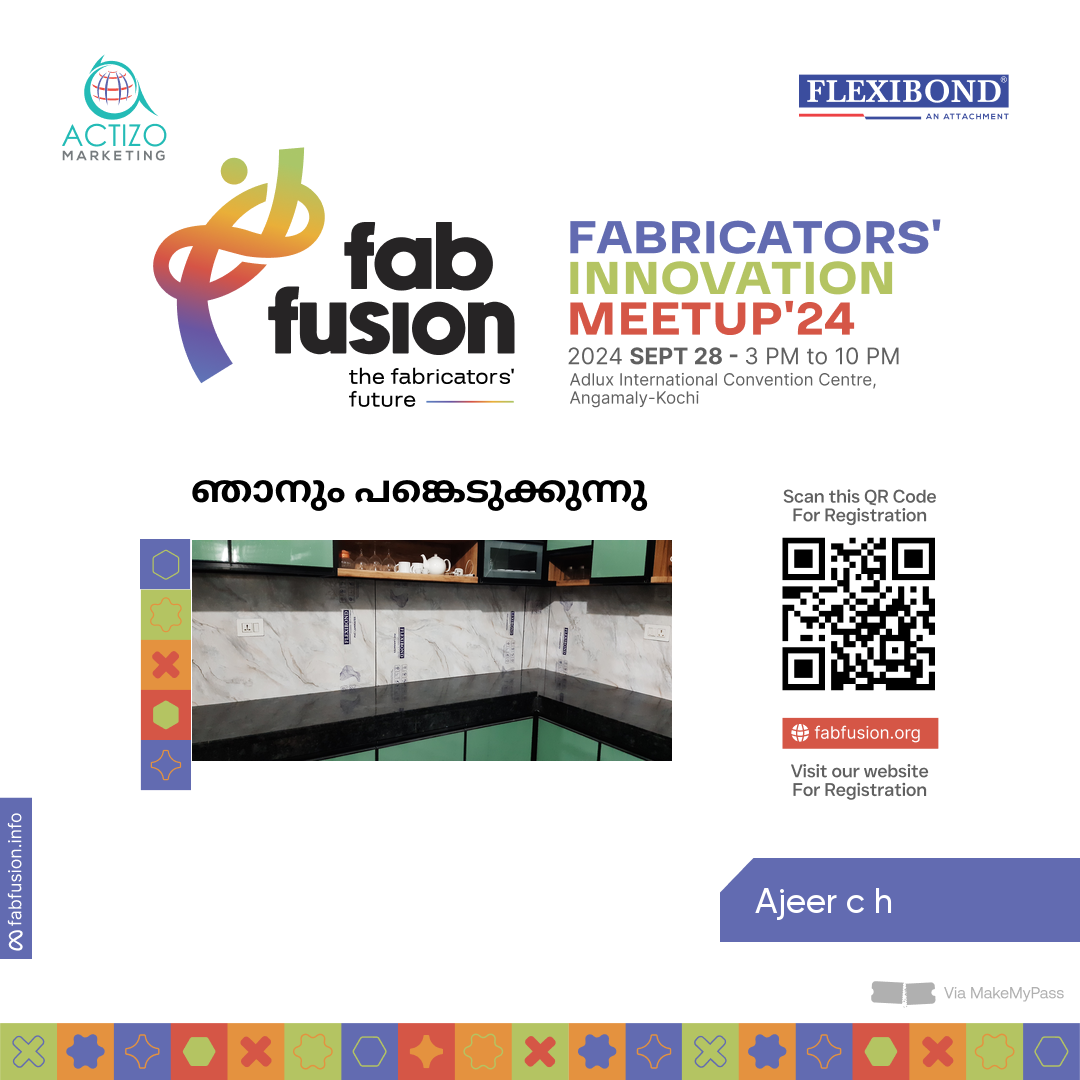 ACTIZO
MARKETING
FLEXIBOND®
AN ATTACHMENT
fab
fusion
the fabricators'
future
FABRICATORS'
INNOVATION
MEETUP'24
2024 SEPT 28 - 3 PM to 10 PM
Adlux International Convention Centre,
Angamaly-Kochi
ഞാനും പങ്കെടുക്കുന്നു
Scan this QR Code
For Registration
FLEXIBOND
FLEXIBOND
fabfusion.org
Visit our website
For Registration
fabfusion.info
Ajeer c h
Via MakeMyPass